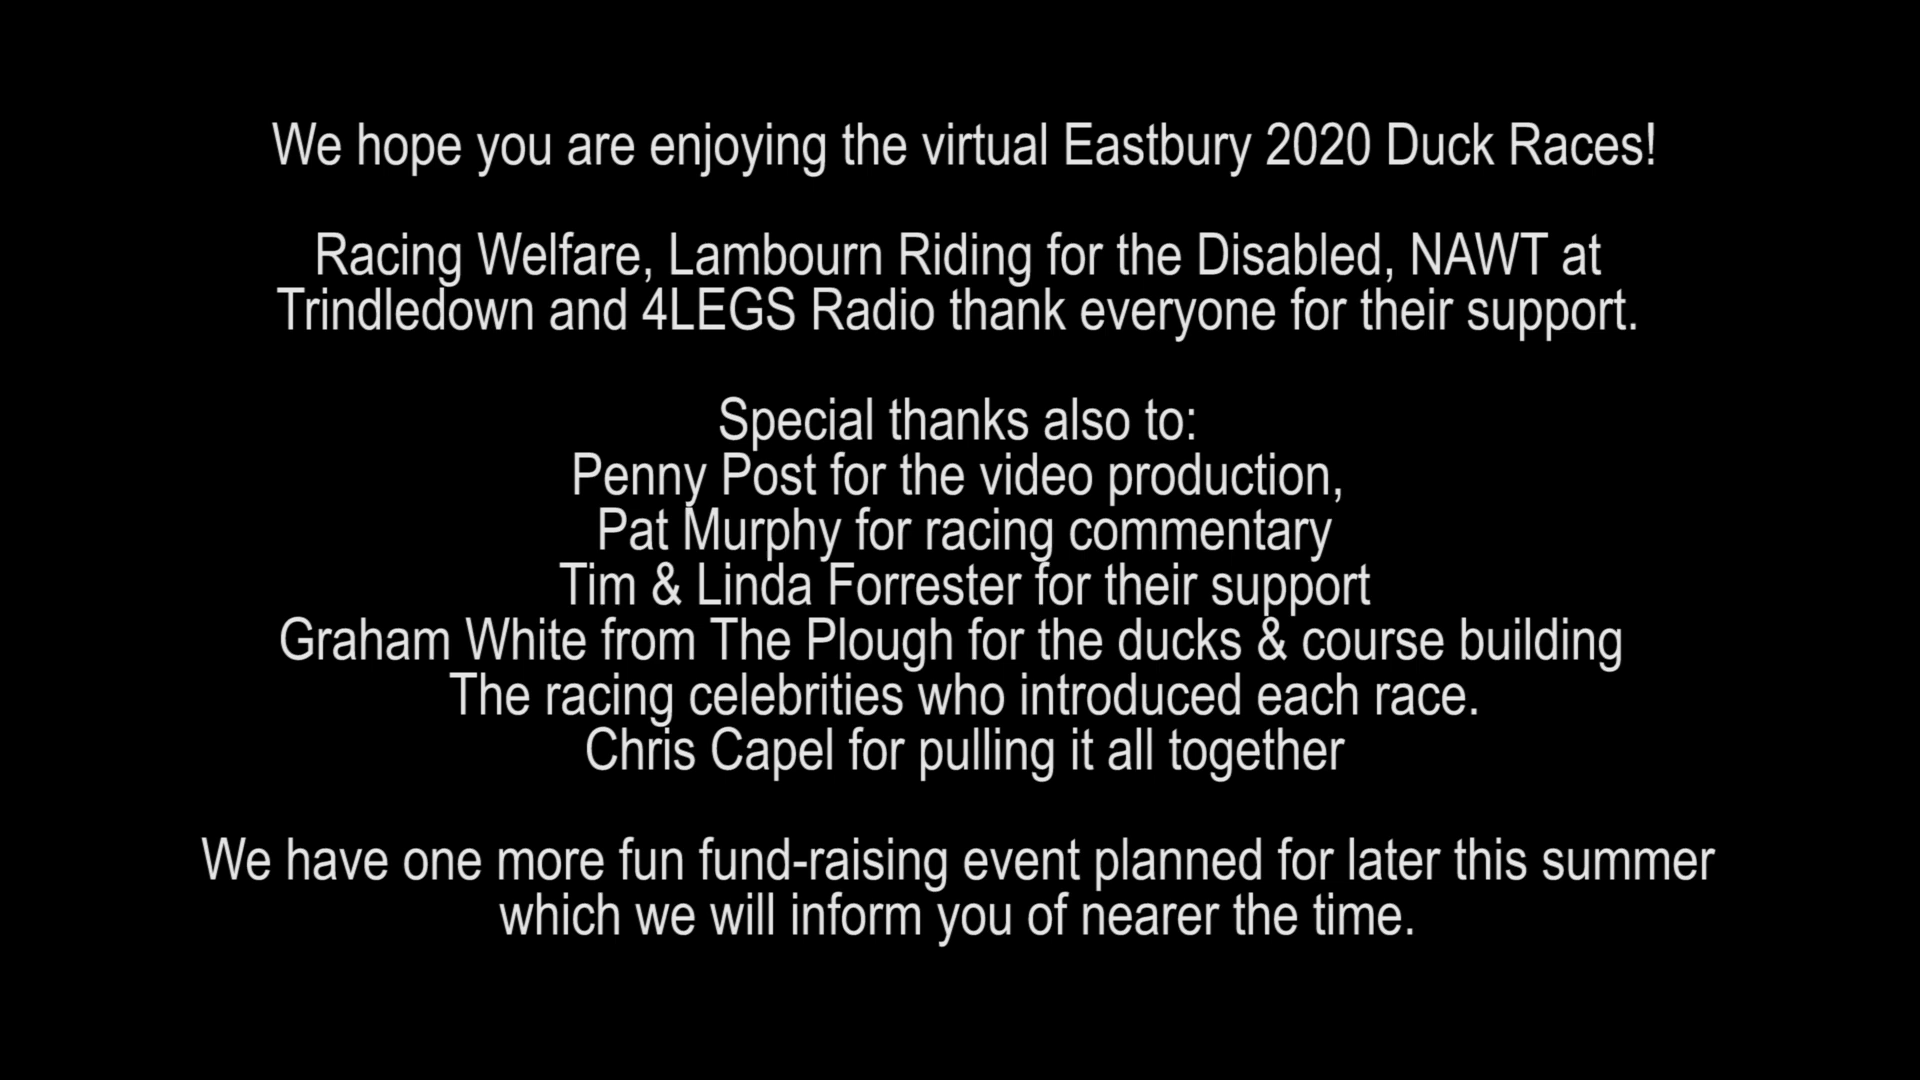 We hope you are enjoying the virtual Eastbury 2020 Duck Races!
Racing Welfare, Lambourn Riding for the Disabled, NAWT at
Trindledown and 4LEGS Radio thank everyone for their support.
Special thanks also to:
Penny Post for the video production,
Pat Murphy for racing commentary
Tim & Linda Forrester for their support
Graham White from The Plough for the ducks & course building
The racing celebrities who introduced each race.
Chris Capel for pulling it all together
We have one more fun fund-raising event planned for later this summer
which we will inform you of nearer the time.